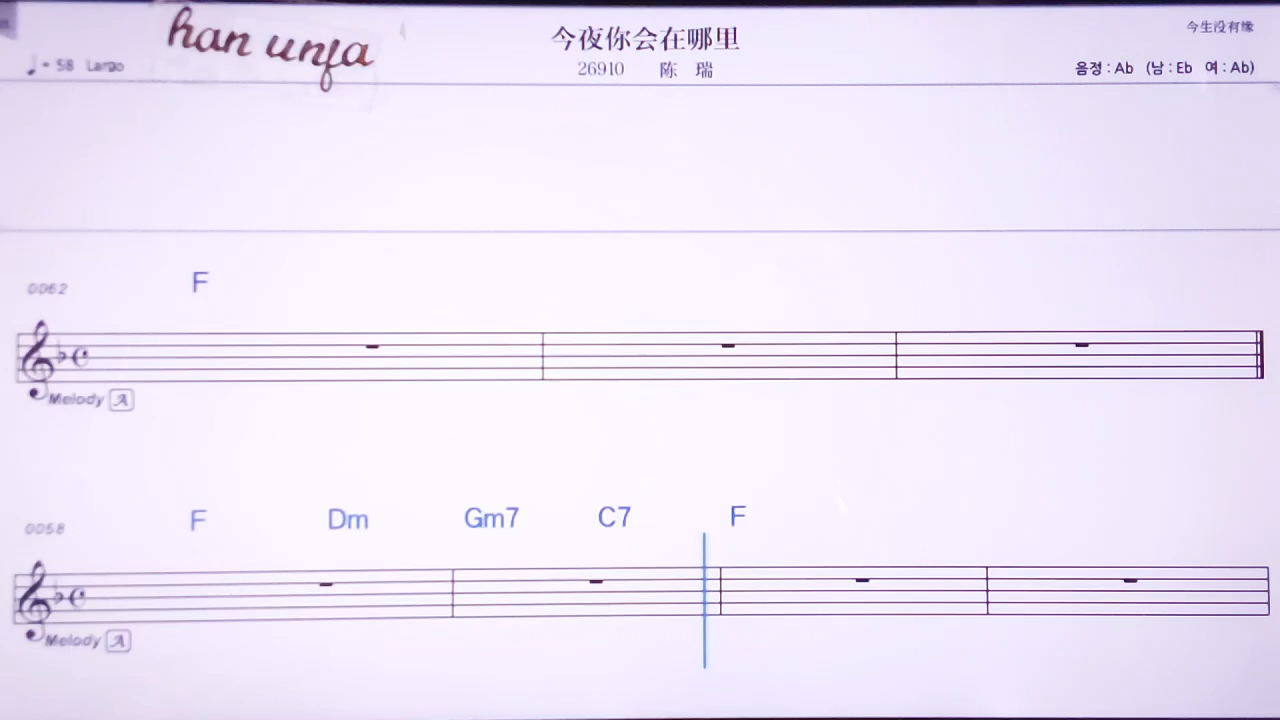 han unfa
今夜你会在哪里
今生没有缘
♩= 58 Largo
26910 陈 瑞
음정 : Ab (남 : Eb 여 : Ab)
0062
F
Melody A
0058
F Dm Gm7 C7 F
Melody A